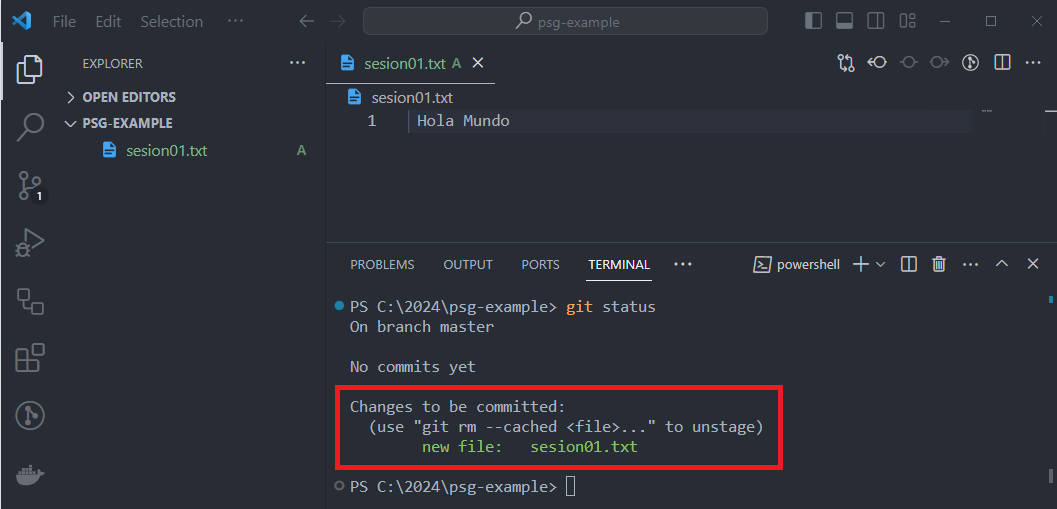 File Edit Selection ··· psg-example
EXPLORER ···
OPEN EDITORS
PSG-EXAMPLE
sesion01.txt A
1
sesion01.txt A
sesion01.txt
1 Hola Mundo
PROBLEMS OUTPUT PORTS TERMINAL ··· powershell ···
PS C:\2024\psg-example> git status
On branch master
No commits yet
Changes to be committed:
(use "git rm --cached <file>..." to unstage)
new file: sesion01.txt
PS C:\2024\psg-example>